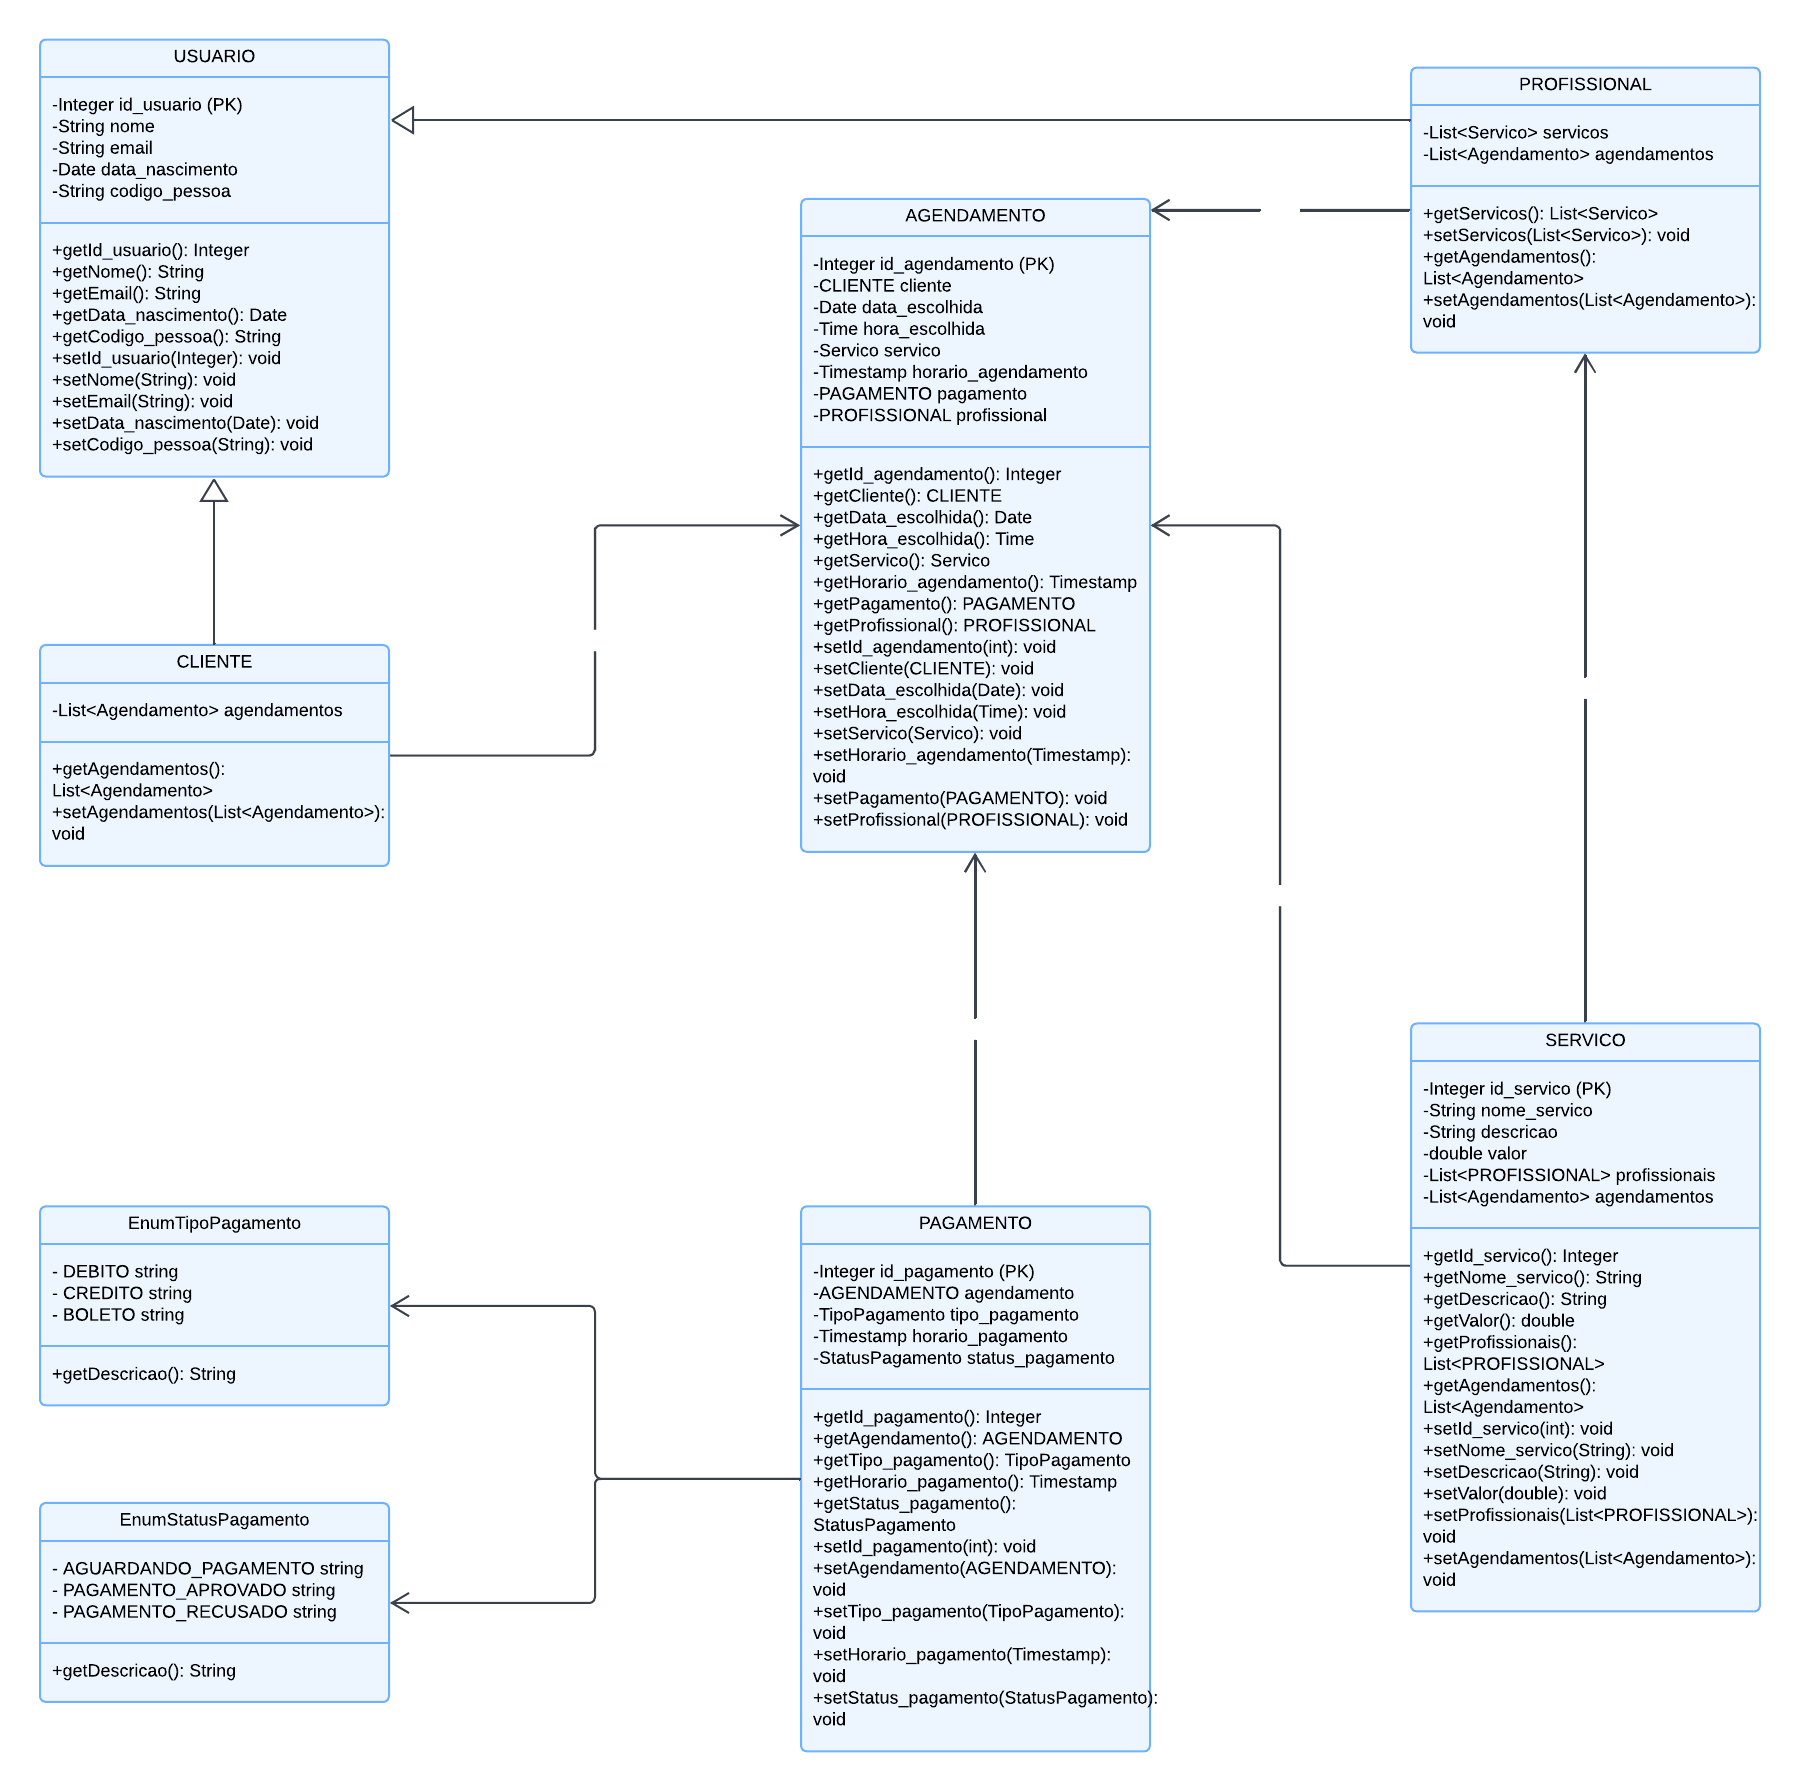 USUARIO
-Integer id_usuario (PK)
-String nome
-String email
-Date data_nascimento
-String codigo_pessoa
+getId_usuario(): Integer
+getNome(): String
+getEmail(): String
+getData_nascimento(): Date
+getCodigo_pessoa(): String
+setId_usuario(Integer): void
+setNome(String): void
+setEmail(String): void
+setData_nascimento(Date): void
+setCodigo_pessoa(String): void
PROFISSIONAL
-List<Servico> servicos
-List<Agendamento> agendamentos
+getServicos(): List<Servico>
+setServicos(List<Servico>): void
+getAgendamentos():
List<Agendamento>
+setAgendamentos(List<Agendamento>):
void
AGENDAMENTO
-Integer id_agendamento (PK)
-CLIENTE cliente
-Date data_escolhida
-Time hora_escolhida
-Servico servico
-Timestamp horario_agendamento
-PAGAMENTO pagamento
-PROFISSIONAL profissional
+getId_agendamento(): Integer
+getCliente(): CLIENTE
+getData_escolhida(): Date
+getHora_escolhida(): Time
+getServico(): Servico
+getHorario_agendamento(): Timestamp
+getPagamento(): PAGAMENTO
+getProfissional(): PROFISSIONAL
+setId_agendamento(int): void
+setCliente(CLIENTE): void
+setData_escolhida(Date): void
+setHora_escolhida(Time): void
+setServico(Servico): void
+setHorario_agendamento(Timestamp):
void
+setPagamento(PAGAMENTO): void
+setProfissional(PROFISSIONAL): void
CLIENTE
-List<Agendamento> agendamentos
+getAgendamentos():
List<Agendamento>
+setAgendamentos(List<Agendamento>):
void
SERVICO
-Integer id_servico (PK)
-String nome_servico
-String descricao
-double valor
-List<PROFISSIONAL> profissionais
-List<Agendamento> agendamentos
+getId_servico(): Integer
+getNome_servico(): String
+getDescricao(): String
+getValor(): double
+getProfissionais():
List<PROFISSIONAL>
+getAgendamentos():
List<Agendamento>
+setId_servico(int): void
+setNome_servico(String): void
+setDescricao(String): void
+setValor(double): void
+setProfissionais(List<PROFISSIONAL>):
void
+setAgendamentos(List<Agendamento>):
void
EnumTipoPagamento
- DEBITO string
- CREDITO string
- BOLETO string
+getDescricao(): String
PAGAMENTO
-Integer id_pagamento (PK)
-AGENDAMENTO agendamento
-TipoPagamento tipo_pagamento
-Timestamp horario_pagamento
-StatusPagamento status_pagamento
+getId_pagamento(): Integer
+getAgendamento(): AGENDAMENTO
+getTipo_pagamento(): TipoPagamento
+getHorario_pagamento(): Timestamp
+getStatus_pagamento():
StatusPagamento
+setId_pagamento(int): void
+setAgendamento(AGENDAMENTO):
void
+setTipo_pagamento(TipoPagamento):
void
+setHorario_pagamento(Timestamp):
void
+setStatus_pagamento(StatusPagamento):
void
EnumStatusPagamento
- AGUARDANDO_PAGAMENTO string
- PAGAMENTO_APROVADO string
- PAGAMENTO_RECUSADO string
+getDescricao(): String